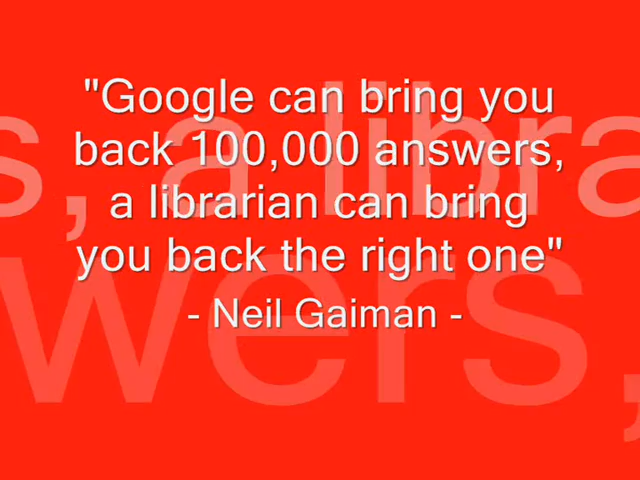 "Google can bring you
back 100,000 answers,
a librarian can bring
you back the right one"
- Neil Gaiman -
s, a libra
wers,